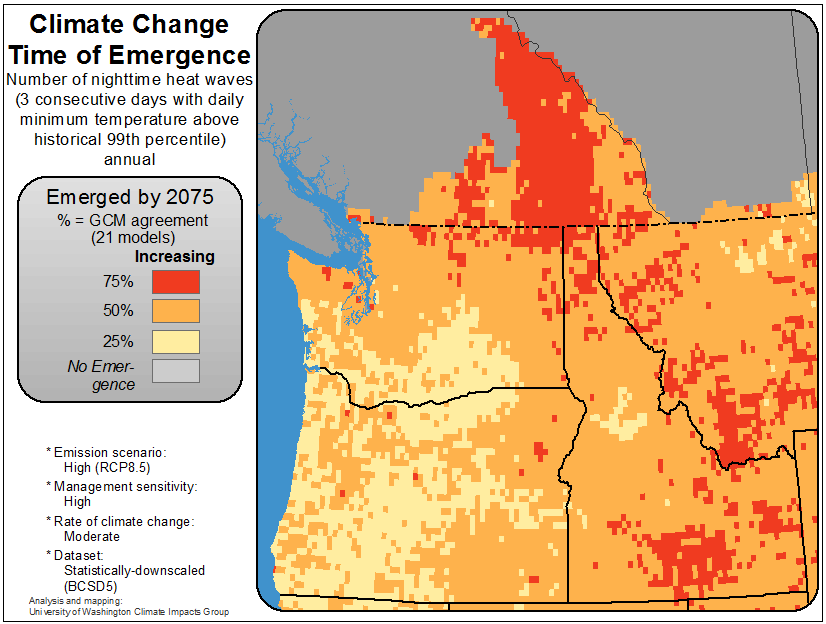 Climate Change
Time of Emergence
Number of nighttime heat waves
(3 consecutive days with daily
minimum temperature above
historical 99th percentile)
annual
Emerged by 2075
% = GCM agreement
(21 models)
Increasing
75%
50%
25%
No Emer-
gence
* Emission scenario:
High (RCP8.5)
* Management sensitivity:
High
* Rate of climate change:
Moderate
* Dataset:
Statistically-downscaled
(BCSD5)
Analysis and mapping:
University of Washington Climate Impacts Group